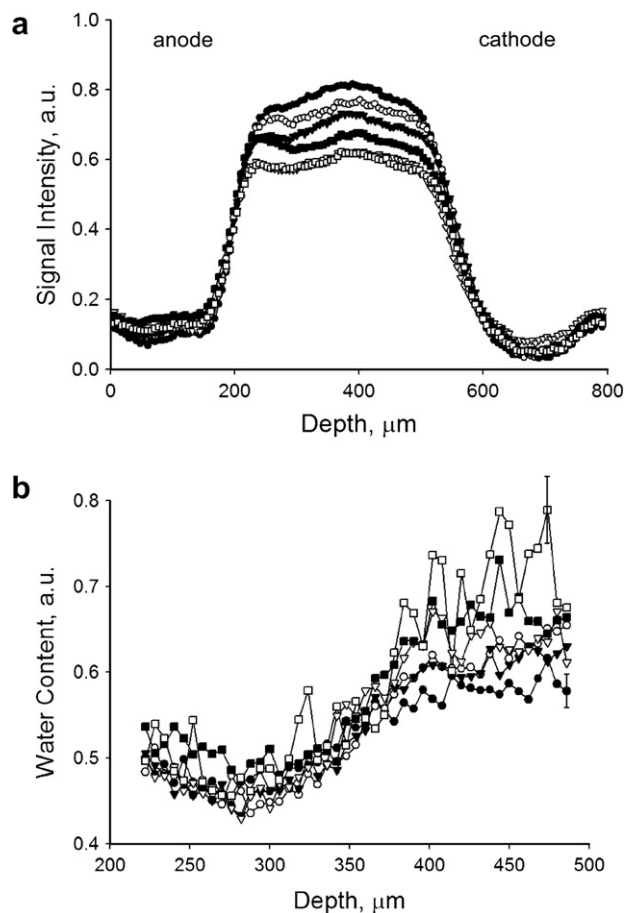 a
anode
cathode
Signal Intensity, a.u.
1.0
0.8
0.6
0.4
0.2
0.0
0
200
400
600
800
Depth, μm
b
Water Content, a.u.
0.8
0.7
0.6
0.5
0.4
200
250
300
350
400
450
500
Depth, μm